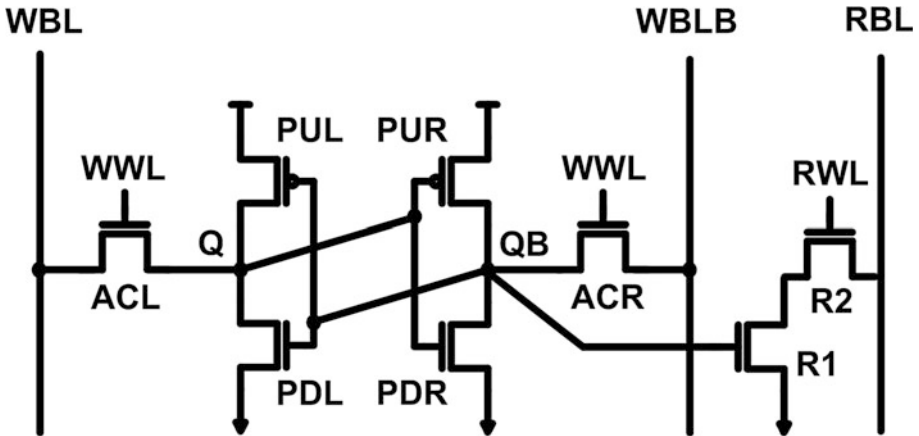 WBL WBLB RBL
PUL PUR
WWL WWL RWL
Q QB
ACL ACR R2
R1
PDL PDR